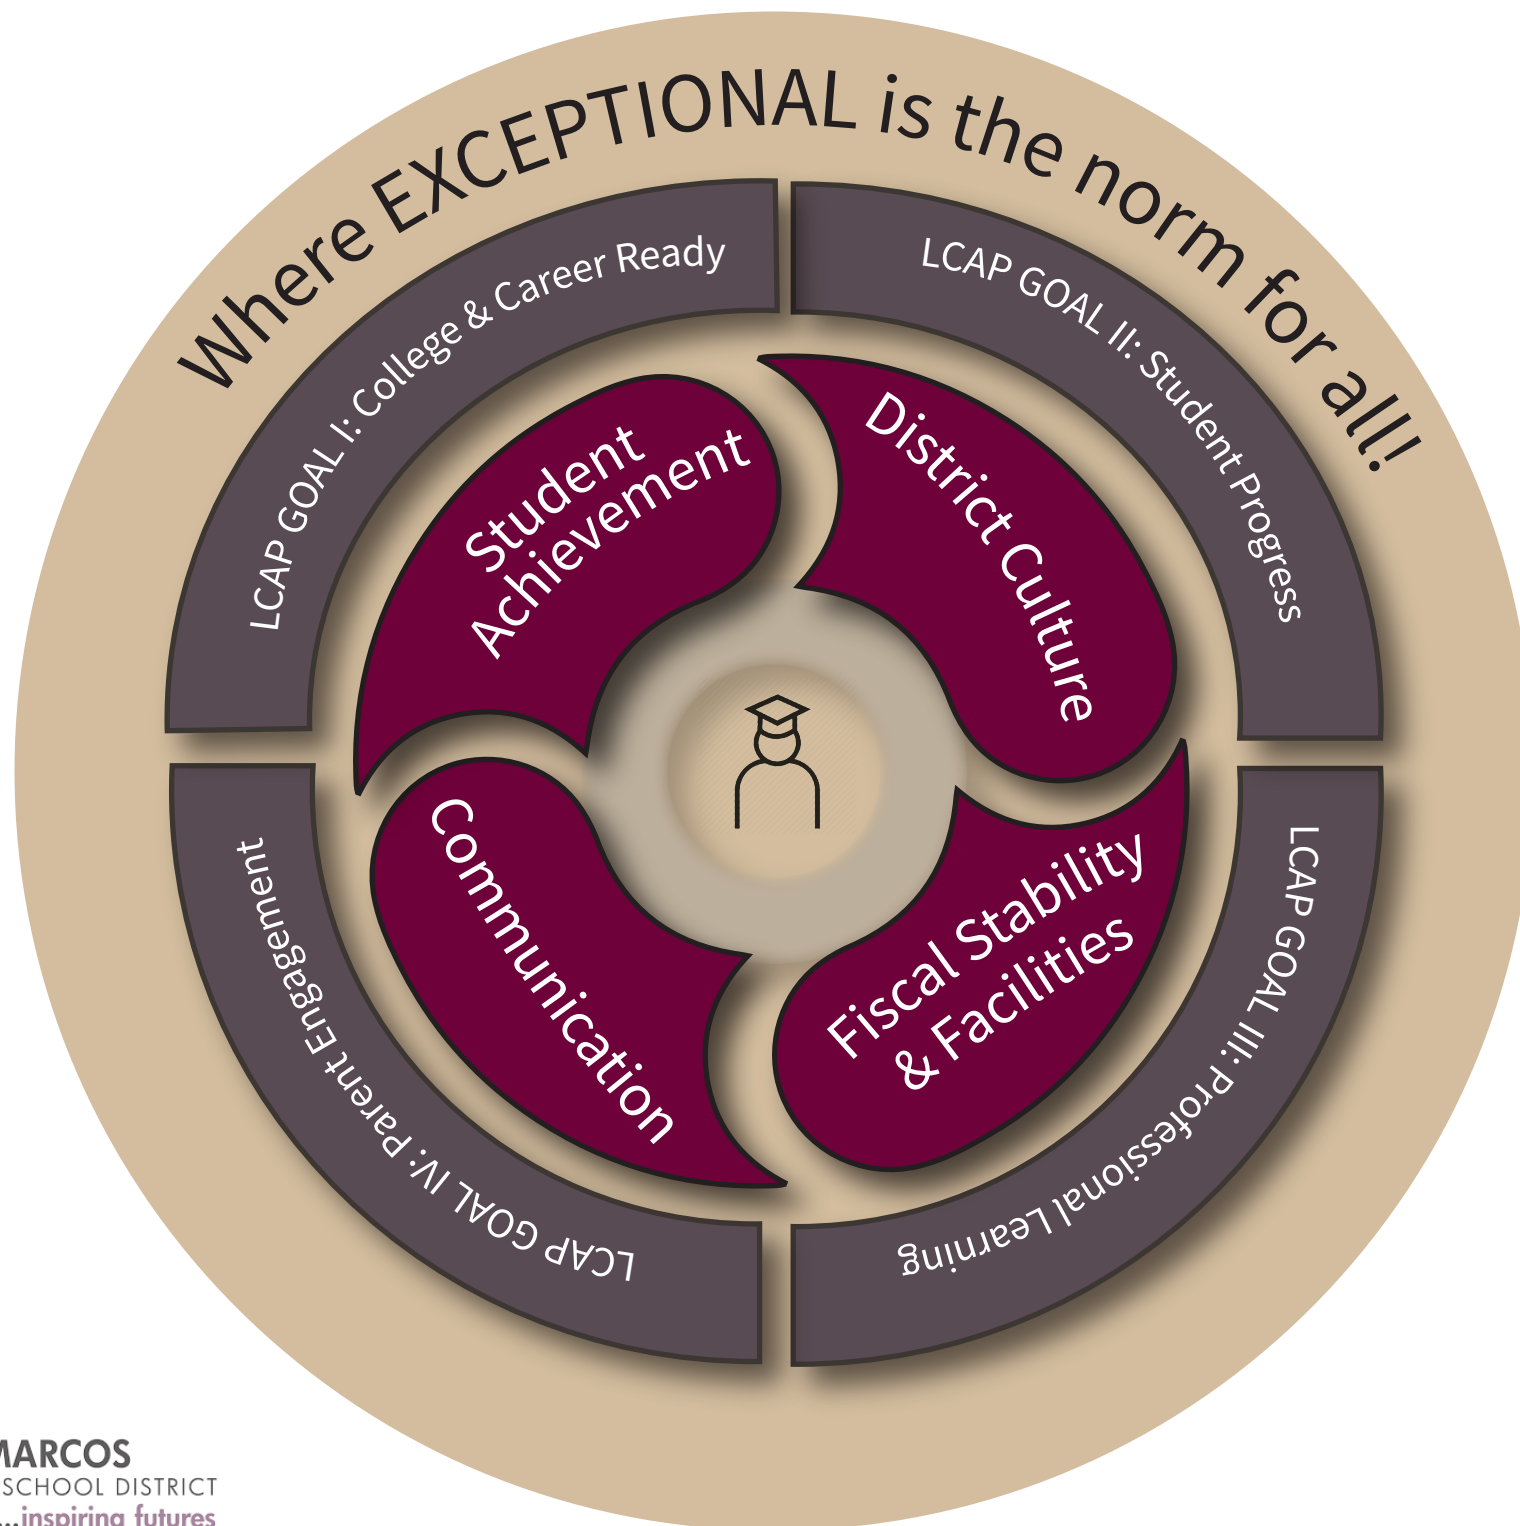 Where EXCEPTIONAL is the norm for all!
LCAP GOAL I: College & Career Ready
LCAP GOAL II: Student Progress
LCAP GOAL III: Professional Learning
LCAP GOAL IV: Parent Engagement
Student
Achievement
District Culture
Fiscal Stability
& Facilities
Communication
MARCOS
SCHOOL DISTRICT
...inspiring futures